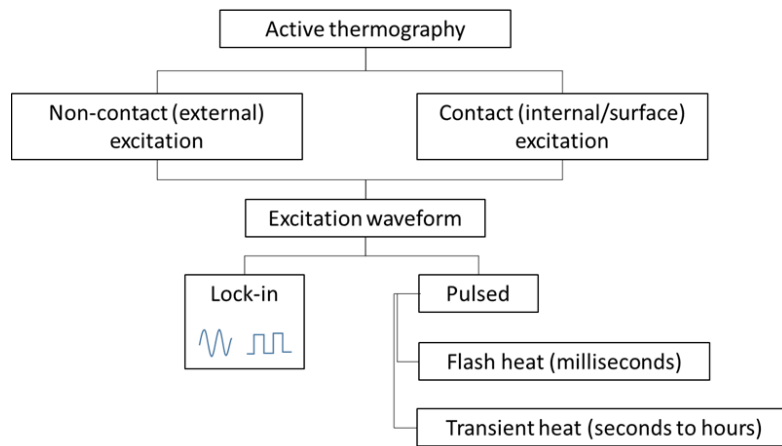 Active thermography
Non-contact (external)
excitation
Contact (internal/surface)
excitation
Excitation waveform
Lock-in
Pulsed
Flash heat (milliseconds)
Transient heat (seconds to hours)